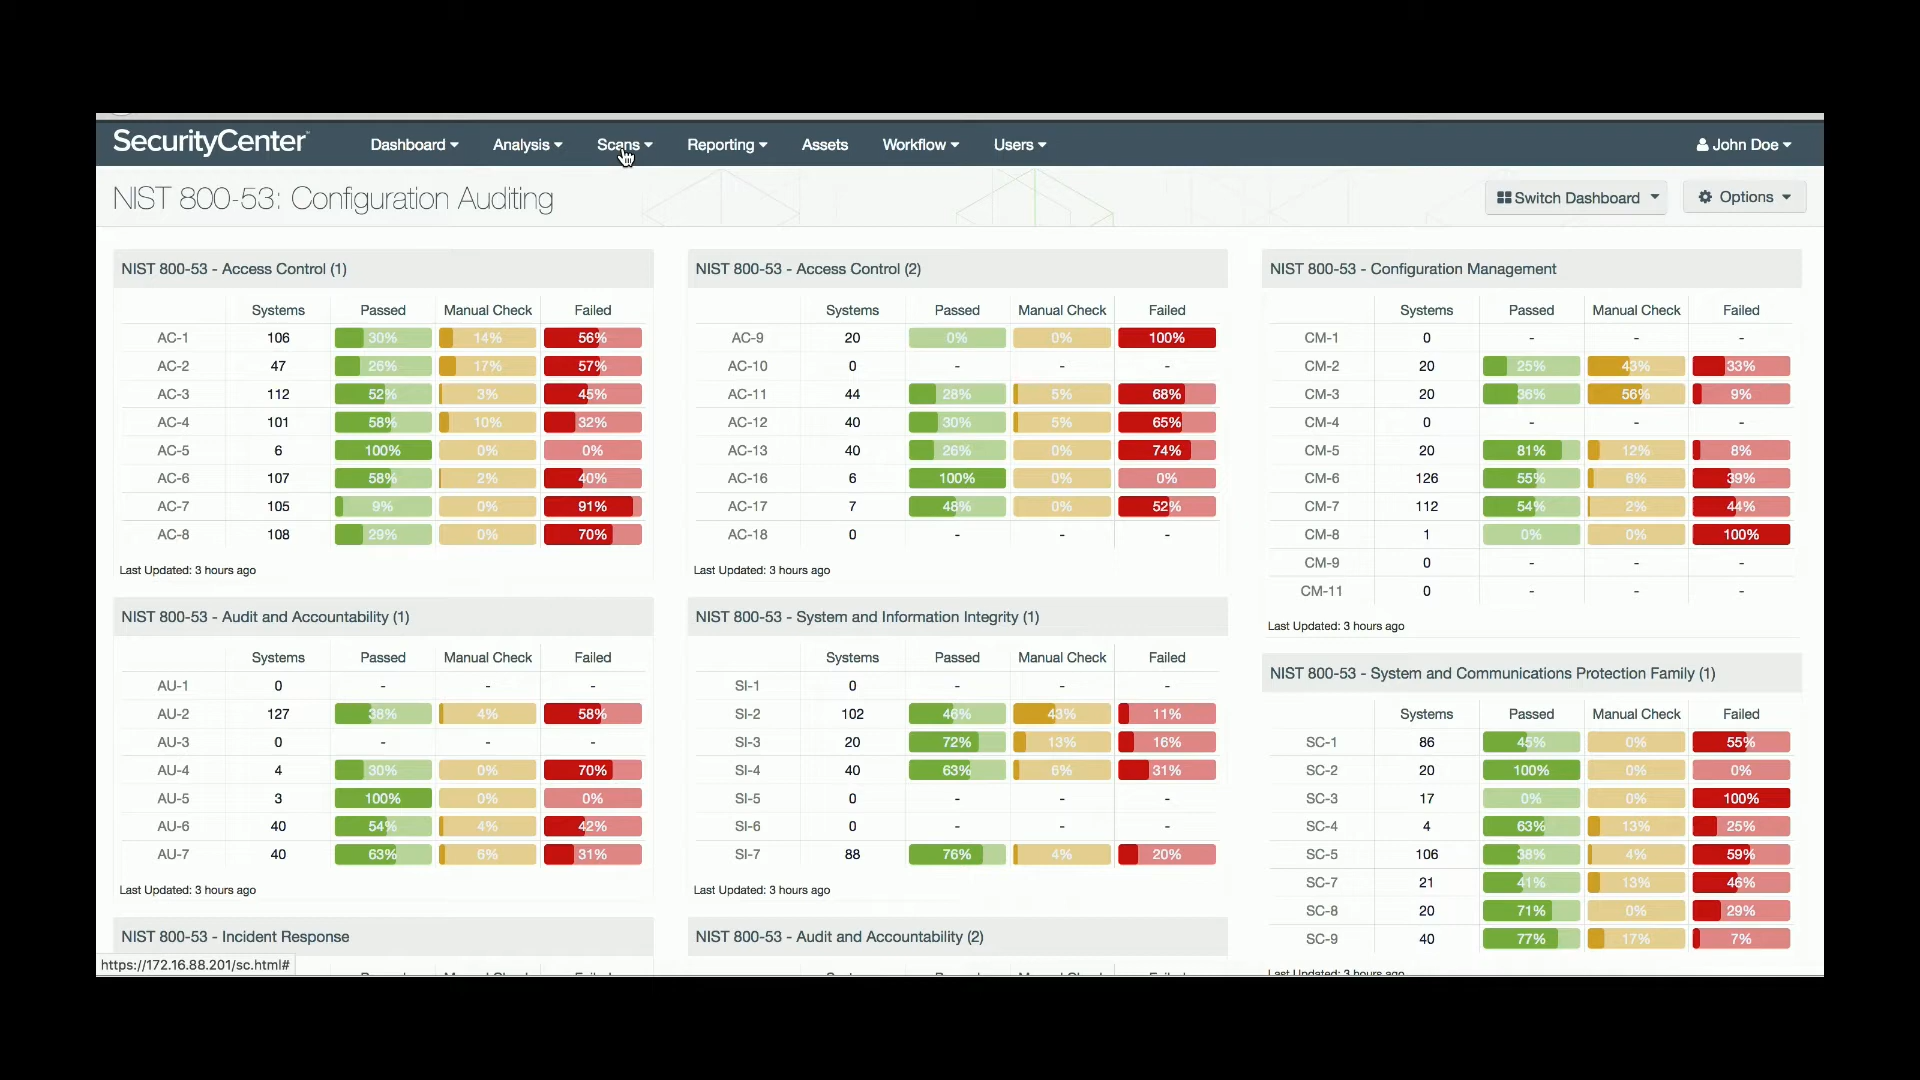 SecurityCenter
Dashboard Analysis Scans Reporting Assets Workflow Users John Doe
NIST 800-53: Configuration Auditing
Switch Dashboard Options
NIST 800-53 - Access Control (1)
Systems Passed Manual Check Failed
AC-1 106 30% 14% 56%
AC-2 47 26% 17% 57%
AC-3 112 52% 3% 45%
AC-4 101 58% 10% 32%
AC-5 6 100% 0% 0%
AC-6 107 58% 2% 40%
AC-7 105 9% 0% 91%
AC-8 108 29% 0% 70%
Last Updated: 3 hours ago
NIST 800-53 - Access Control (2)
Systems Passed Manual Check Failed
AC-9 20 0% 0% 100%
AC-10 0 - - -
AC-11 44 28% 5% 68%
AC-12 40 30% 5% 65%
AC-13 40 26% 0% 74%
AC-16 6 100% 0% 0%
AC-17 7 48% 0% 52%
AC-18 0 - - -
Last Updated: 3 hours ago
NIST 800-53 - Configuration Management
Systems Passed Manual Check Failed
CM-1 0 - - -
CM-2 20 25% 43% 33%
CM-3 20 36% 56% 9%
CM-4 0 - - -
CM-5 20 81% 12% 8%
CM-6 126 55% 6% 39%
CM-7 112 54% 2% 44%
CM-8 1 0% 0% 100%
CM-9 0 - - -
CM-11 0 - - -
Last Updated: 3 hours ago
NIST 800-53 - Audit and Accountability (1)
Systems Passed Manual Check Failed
AU-1 0 - - -
AU-2 127 38% 4% 58%
AU-3 0 - - -
AU-4 4 30% 0% 70%
AU-5 3 100% 0% 0%
AU-6 40 54% 4% 42%
AU-7 40 63% 6% 31%
Last Updated: 3 hours ago
NIST 800-53 - System and Information Integrity (1)
Systems Passed Manual Check Failed
SI-1 0 - - -
SI-2 102 46% 43% 11%
SI-3 20 72% 13% 16%
SI-4 40 63% 6% 31%
SI-5 0 - - -
SI-6 0 - - -
SI-7 88 76% 4% 20%
Last Updated: 3 hours ago
NIST 800-53 - System and Communications Protection Family (1)
Systems Passed Manual Check Failed
SC-1 86 45% 0% 55%
SC-2 20 100% 0% 0%
SC-3 17 0% 0% 100%
SC-4 4 63% 13% 25%
SC-5 106 38% 4% 59%
SC-7 21 41% 13% 46%
SC-8 20 71% 0% 29%
SC-9 40 77% 17% 7%
Last Updated: 3 hours ago
NIST 800-53 - Incident Response
NIST 800-53 - Audit and Accountability (2)
https://172.16.88.201/sc.html#